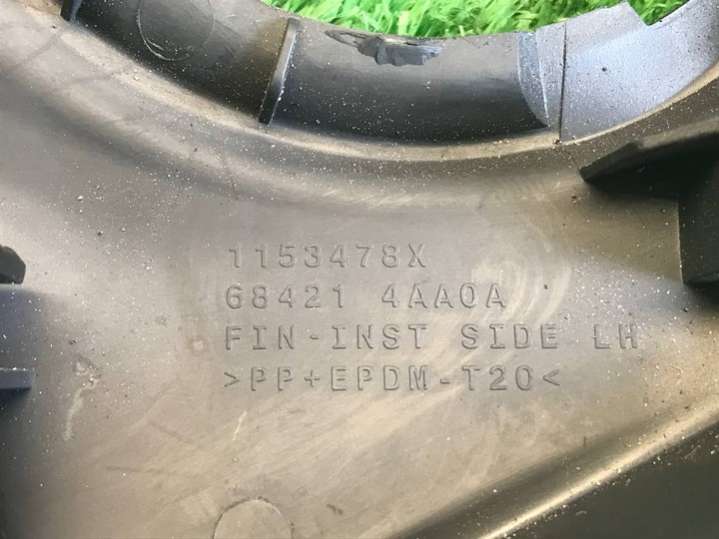 1153478X
68421 4AA0A
FIN-INST SIDE LH
>PP+EPDM-T20<